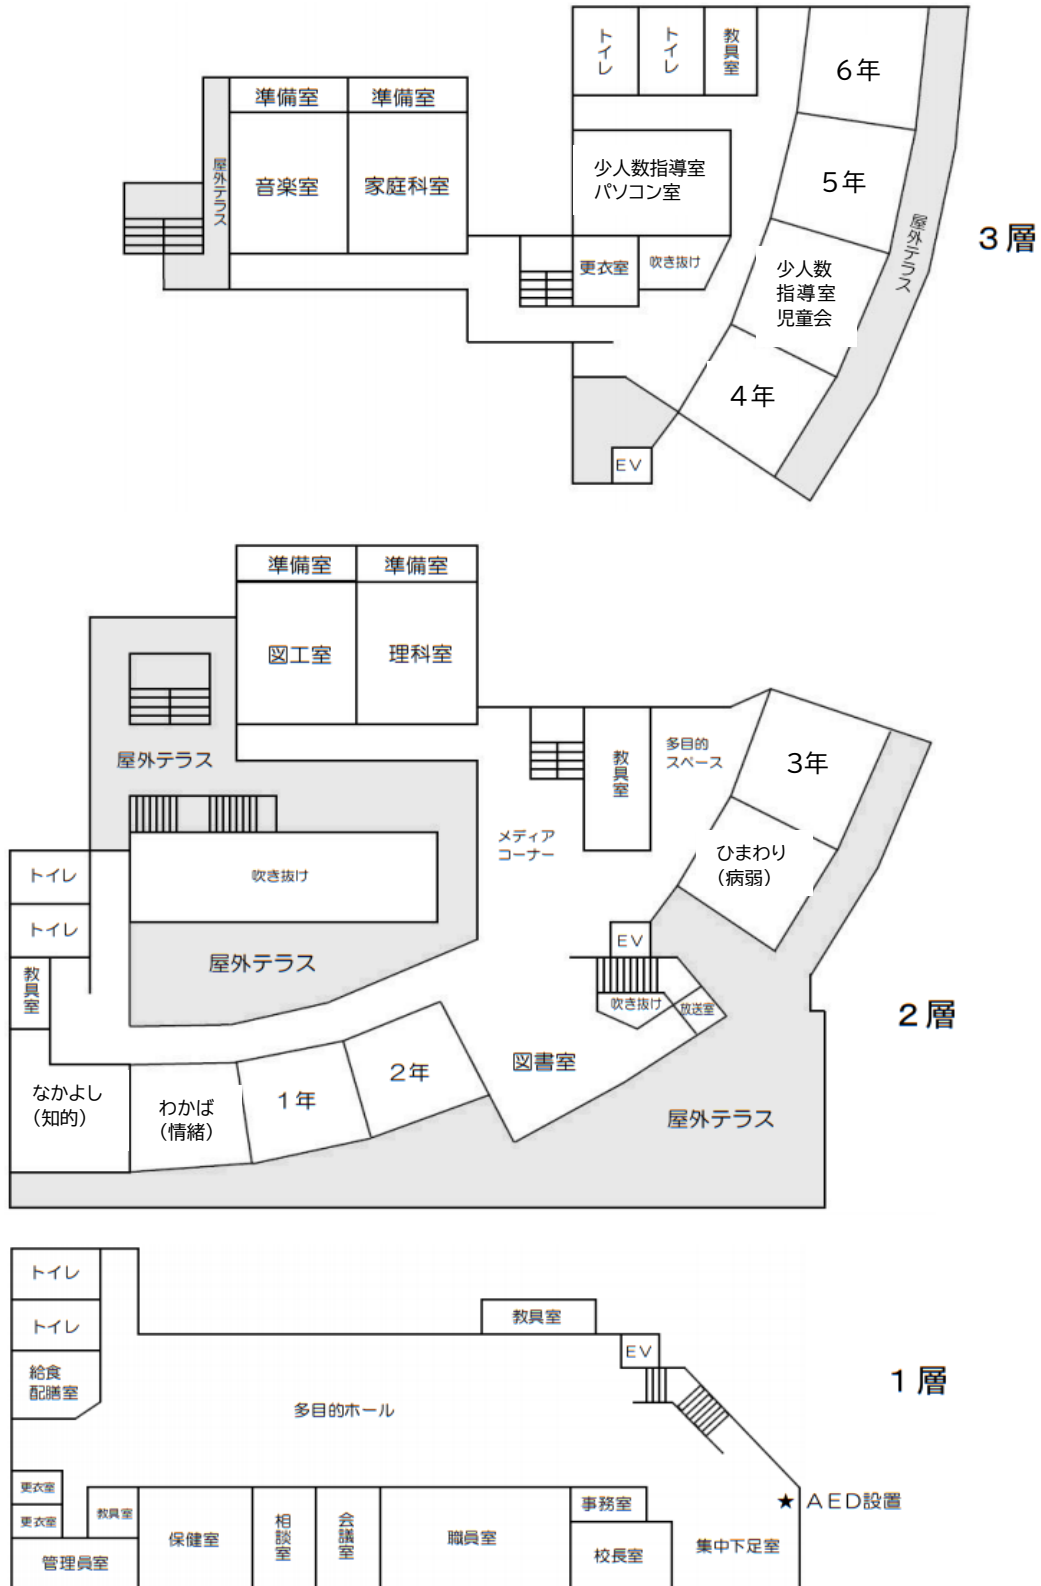 トイレ
トイレ
教具室
6年
準備室
準備室
屋外テラス
音楽室
家庭科室
少人数指導室
パソコン室
5年
屋外テラス
3層
更衣室
吹き抜け
少人数
指導室
児童会
4年
EV
準備室
準備室
図工室
理科室
屋外テラス
教具室
多目的
スペース
3年
メディア
コーナー
ひまわり
（病弱）
トイレ
吹き抜け
トイレ
屋外テラス
EV
教具室
吹き抜け
放送室
2層
図書室
なかよし
（知的）
わかば
（情緒）
1年
2年
屋外テラス
トイレ
教具室
トイレ
EV
給食
配膳室
1層
多目的ホール
更衣室
更衣室
教具室
管理員室
保健室
相談室
会議室
職員室
事務室
校長室
集中下足室
★ AED設置